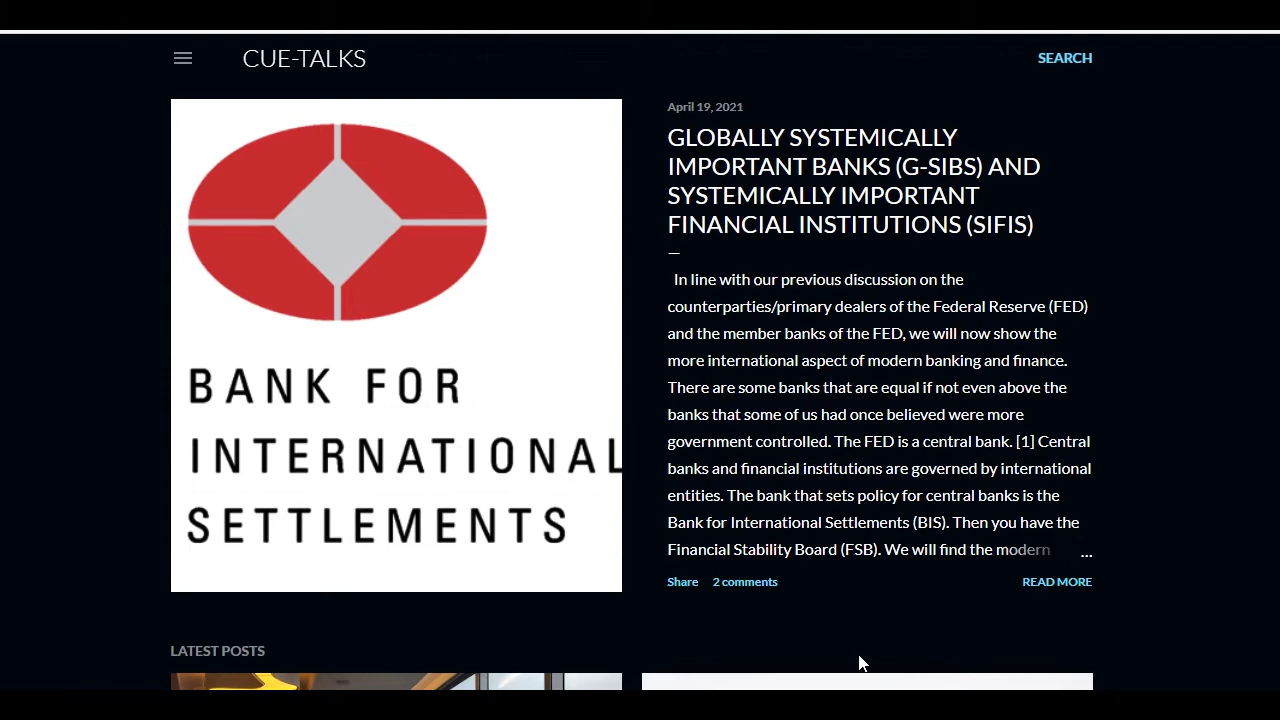 CUE-TALKS
SEARCH
BANK FOR
INTERNATIONAL
SETTLEMENTS
April 19, 2021
GLOBALLY SYSTEMICALLY
IMPORTANT BANKS (G-SIBS) AND
SYSTEMICALLY IMPORTANT
FINANCIAL INSTITUTIONS (SIFIS)
In line with our previous discussion on the
counterparties/primary dealers of the Federal Reserve (FED)
and the member banks of the FED, we will now show the
more international aspect of modern banking and finance.
There are some banks that are equal if not even above the
banks that some of us had once believed were more
government controlled. The FED is a central bank. [1] Central
banks and financial institutions are governed by international
entities. The bank that sets policy for central banks is the
Bank for International Settlements (BIS). Then you have the
Financial Stability Board (FSB). We will find the modern ...
Share 2 comments READ MORE
LATEST POSTS